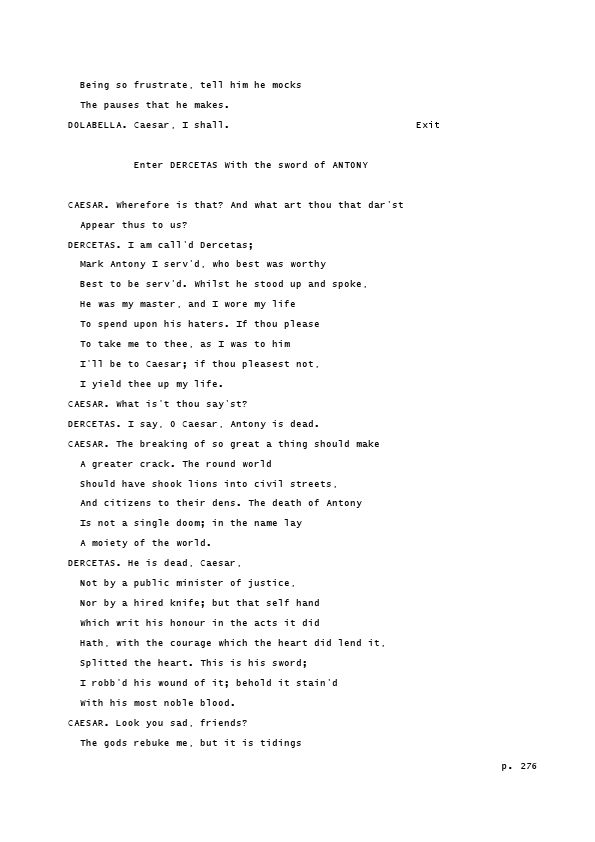 Being so frustrate, tell him he mocks
The pauses that he makes.
DOLABELLA. Caesar, I shall. Exit
Enter DERCETAS With the sword of ANTONY
CAESAR. Wherefore is that? And what art thou that dar'st
Appear thus to us?
DERCETAS. I am call'd Dercetas;
Mark Antony I serv'd, who best was worthy
Best to be serv'd. Whilst he stood up and spoke,
He was my master, and I wore my life
To spend upon his haters. If thou please
To take me to thee, as I was to him
I'll be to Caesar; if thou pleasest not,
I yield thee up my life.
CAESAR. What is't thou say'st?
DERCETAS. I say, O Caesar, Antony is dead.
CAESAR. The breaking of so great a thing should make
A greater crack. The round world
Should have shook lions into civil streets,
And citizens to their dens. The death of Antony
Is not a single doom; in the name lay
A moiety of the world.
DERCETAS. He is dead, Caesar,
Not by a public minister of justice,
Nor by a hired knife; but that self hand
Which writ his honour in the acts it did
Hath, with the courage which the heart did lend it,
Splitted the heart. This is his sword;
I robb'd his wound of it; behold it stain'd
With his most noble blood.
CAESAR. Look you sad, friends?
The gods rebuke me, but it is tidings
p. 276